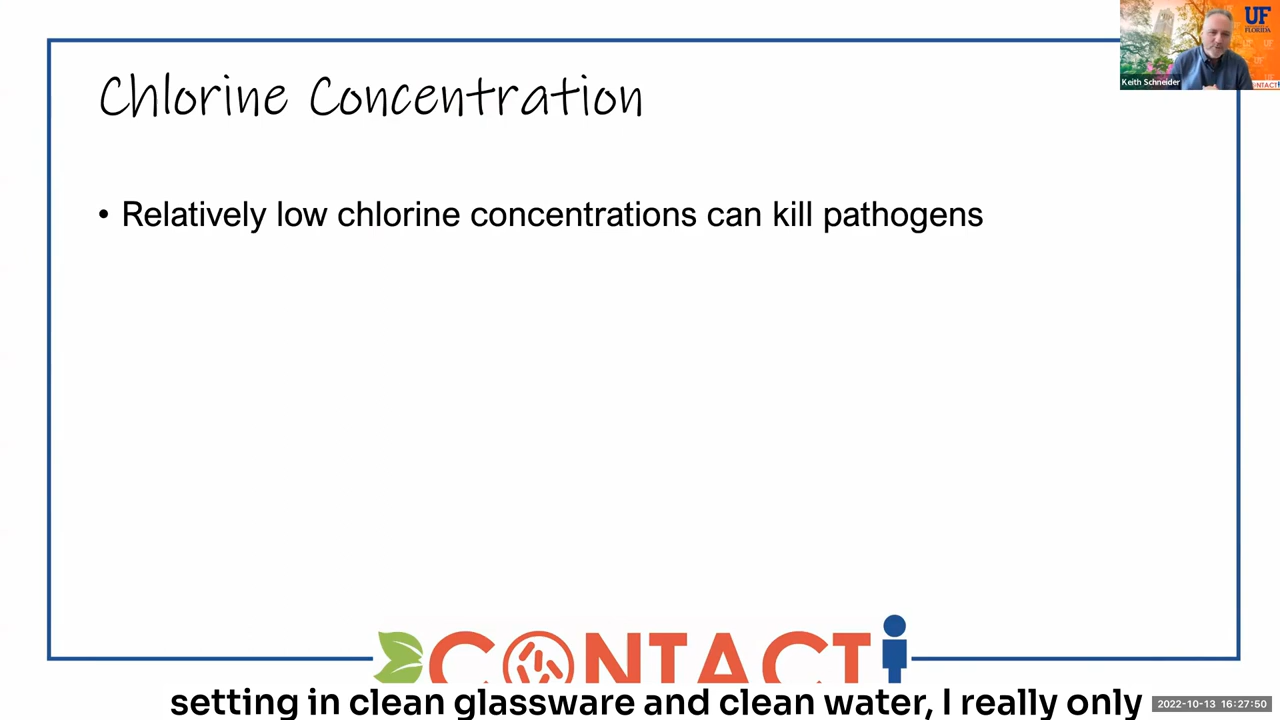 UF
FLORIDA
Keith Schneider
Chlorine Concentration
• Relatively low chlorine concentrations can kill pathogens
CONTACT
setting in clean glassware and clean water, I really only
2022-10-13 16:27:50